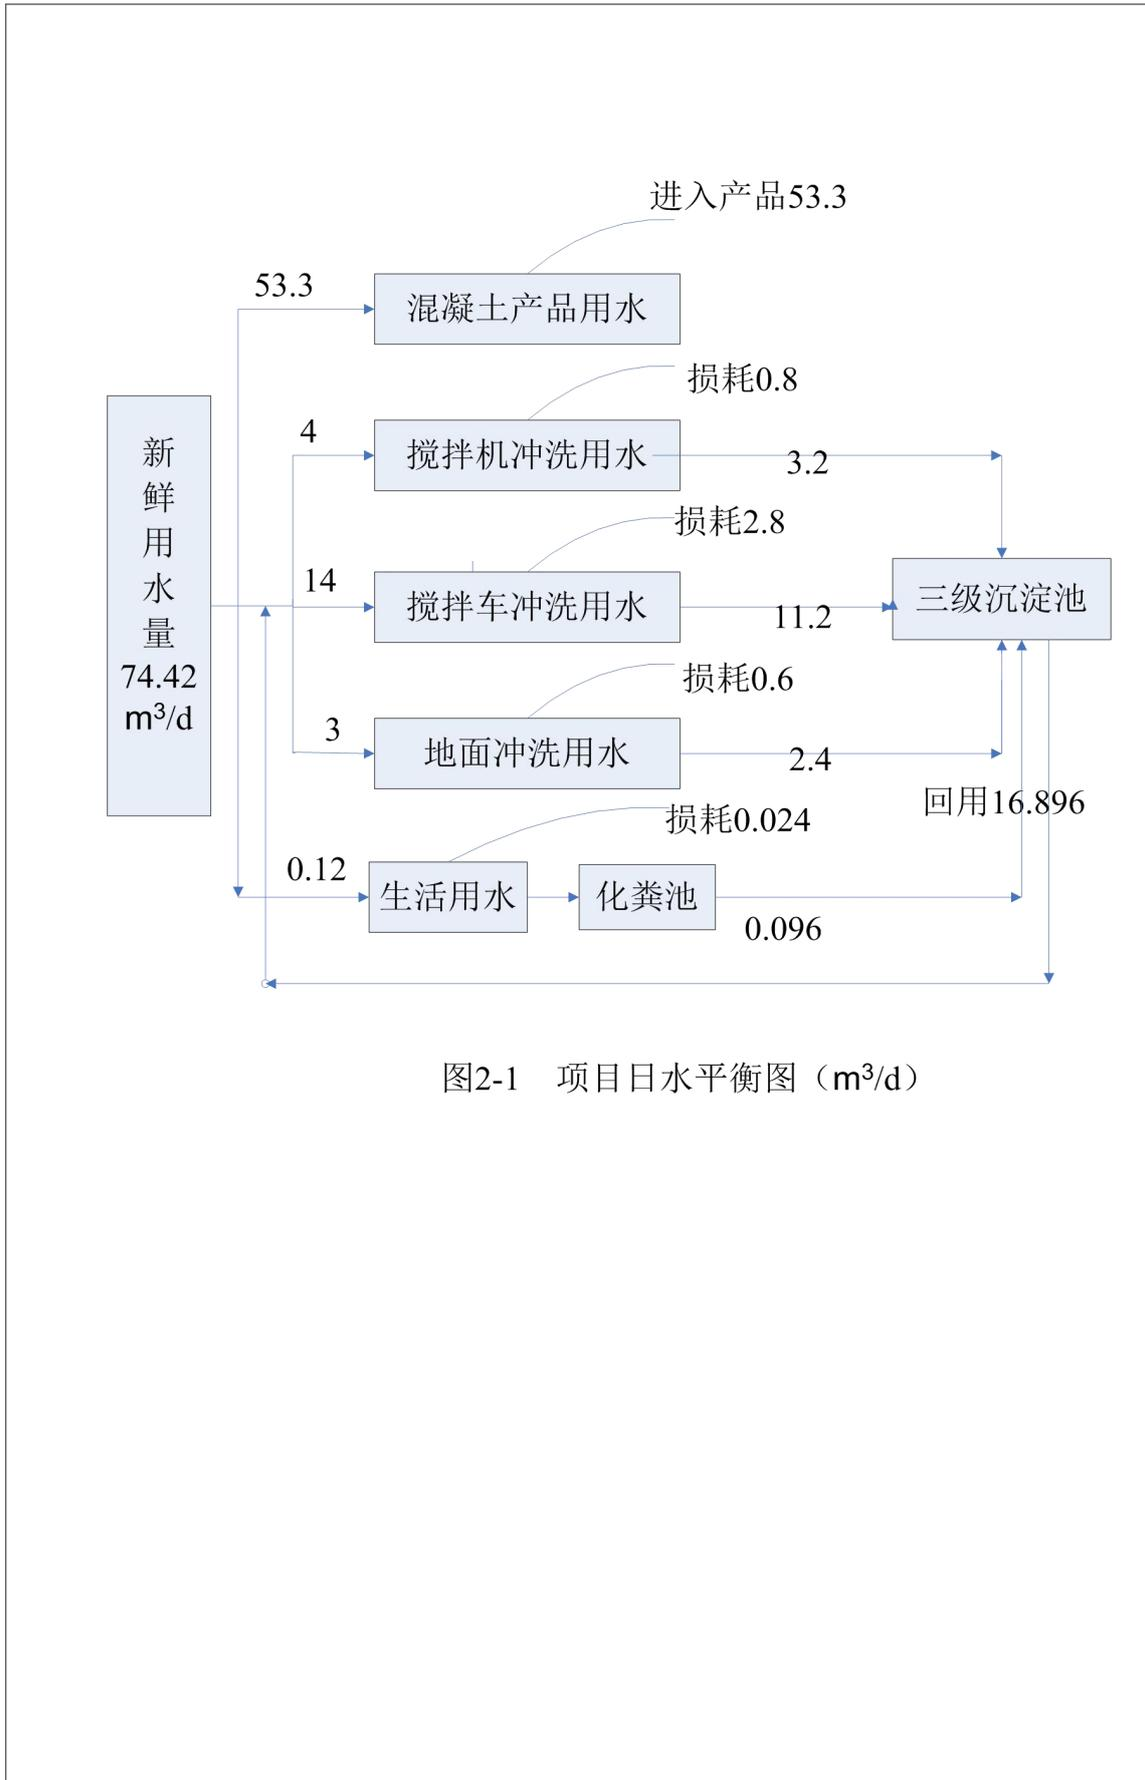 进入产品53.3
53.3
混凝土产品用水
损耗0.8
4
搅拌机冲洗用水
3.2
新鲜用水量
74.42
m³/d
损耗2.8
14
搅拌车冲洗用水
11.2
三级沉淀池
损耗0.6
3
地面冲洗用水
2.4
回用16.896
损耗0.024
0.12
生活用水
化粪池
0.096
图2-1 项目日水平衡图（m³/d）